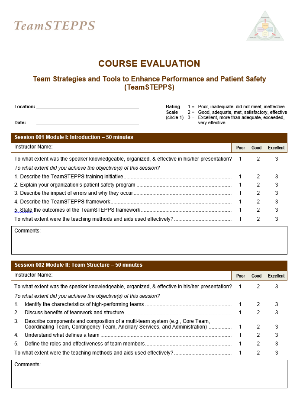 TeamSTEPPS
COURSE EVALUATION
Team Strategies and Tools to Enhance Performance and Patient Safety
(TeamSTEPPS)
Location:
Rating 1 = Poor, inadequate, did not meet, ineffective
Scale 2 = Good, adequate, met, satisfactory, effective
(circle 1) 3 = Excellent, more than adequate, exceeded,
very effective
Date:
Session 001 Module I: Introduction – 50 minutes
Instructor Name: Poor Good Excellent
To what extent was the speaker knowledgeable, organized, & effective in his/her presentation? 1 2 3
To what extent did you achieve the objective(s) of this session?
1. Describe the TeamSTEPPS training initiative 1 2 3
2. Explain your organization's patient safety program 1 2 3
3. Describe the impact of errors and why they occur 1 2 3
4. Describe the TeamSTEPPS framework 1 2 3
5. State the outcomes of the TeamSTEPPS framework 1 2 3
To what extent were the teaching methods and aids used effectively? 1 2 3
Comments
Session 002 Module II: Team Structure – 50 minutes
Instructor Name: Poor Good Excellent
To what extent was the speaker knowledgeable, organized, & effective in his/her presentation? 1 2 3
To what extent did you achieve the objective(s) of this session?
1. Identify the characteristics of high-performing teams 1 2 3
2. Discuss benefits of teamwork and structure 1 2 3
3. Describe components and composition of a multi-team system (e.g., Core Team,
Coordinating Team, Contingency Team, Ancillary Services, and Administration) 1 2 3
4. Understand what defines a team 1 2 3
5. Define the roles and effectiveness of team members 1 2 3
To what extent were the teaching methods and aids used effectively? 1 2 3
Comments